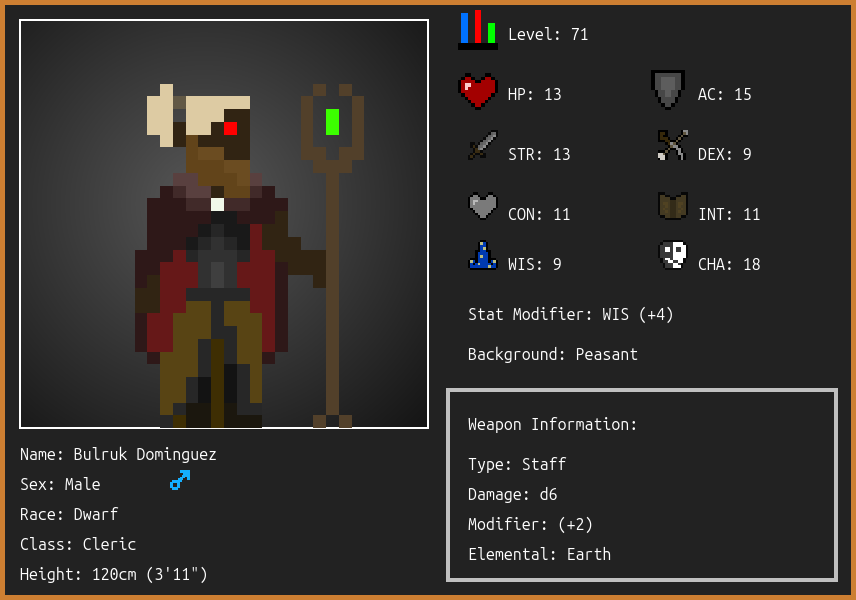 Level: 71
HP: 13
AC: 15
STR: 13
DEX: 9
CON: 11
INT: 11
WIS: 9
CHA: 18
Stat Modifier: WIS (+4)
Background: Peasant
Weapon Information:
Type: Staff
Damage: d6
Modifier: (+2)
Elemental: Earth
Name: Bulruk Dominguez
Sex: Male
Race: Dwarf
Class: Cleric
Height: 120cm (3'11")